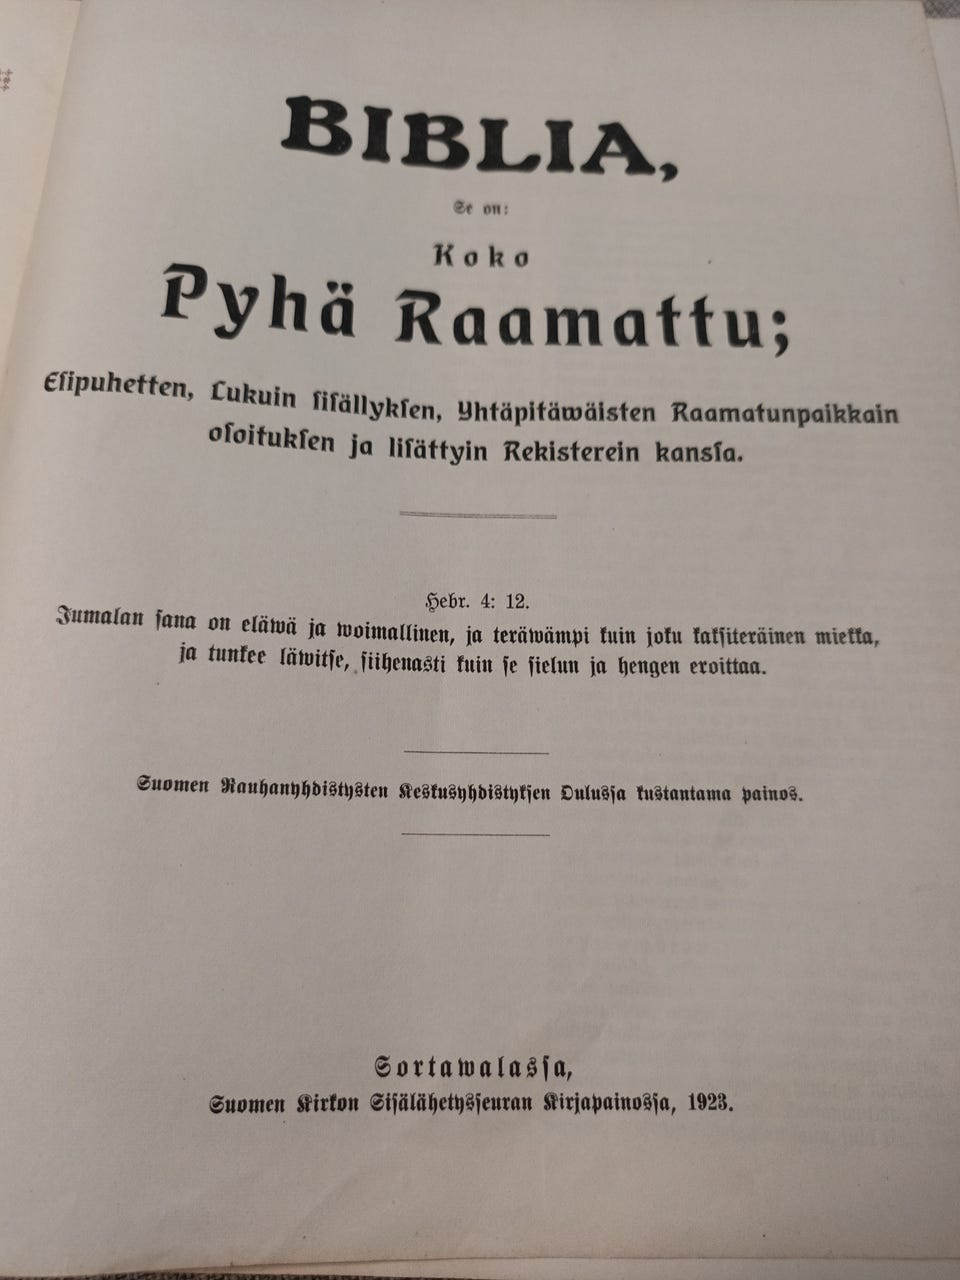 BIBLIA,
Se on:
Koko
Pyhä Raamattu;
Eſipuhetten, Lukuin ſiſällykſen, Yhtäpitäwäisten Raamatunpaikkain
oſoitukſen ja liſättyin Rekisterein kansſa.
Hebr. 4: 12.
Jumalan ſana on eläwä ja woimallinen, ja teräwämpi kuin joku kakſiteräinen miekka,
ja tunkee läwitſe, ſiihenasti kuin ſe ſielun ja hengen eroittaa.
Suomen Rauhanyhdistysten Keskusyhdistykſen Oulusſa kustantama painos.
Sortawalasſa,
Suomen Kirkon Siſälähetysſeuran Kirjapainosſa, 1923.